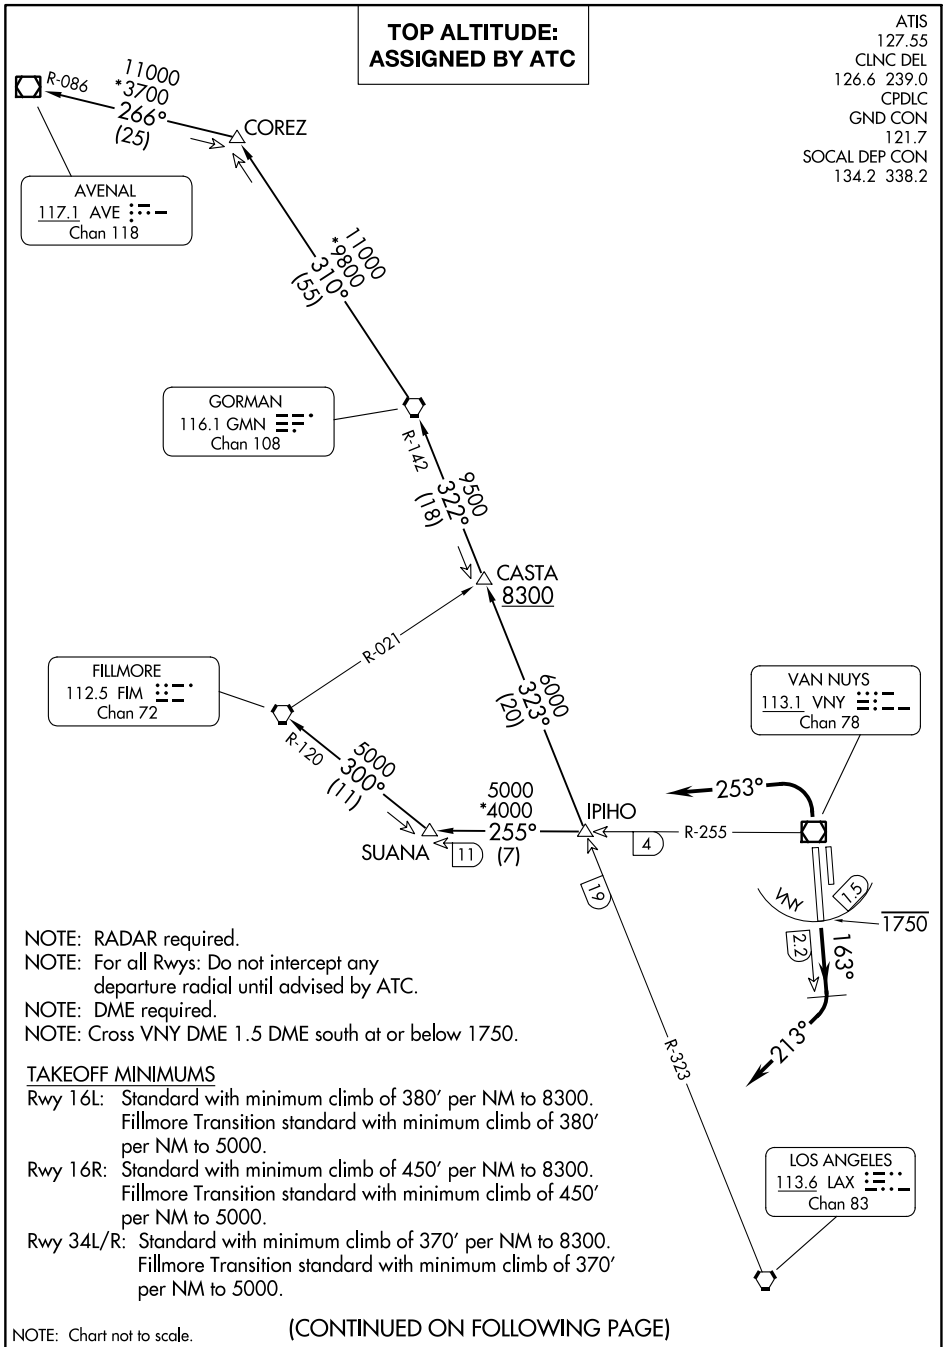 TOP ALTITUDE:
ASSIGNED BY ATC
ATIS
127.55
CLNC DEL
126.6 239.0
CPDLC
GND CON
121.7
SOCAL DEP CON
134.2 338.2
R-086
11000
*3700
266°
(25)
COREZ
AVENAL
117.1 AVE
Chan 118
11000
*9800
310°
(55)
GORMAN
116.1 GMN
Chan 108
R-142
9500
322°
(18)
CASTA
8300
R-021
FILLMORE
112.5 FIM
Chan 72
R-120
5000
300°
(11)
6000
323°
(20)
VAN NUYS
113.1 VNY
Chan 78
253°
5000
*4000
255°
(7)
IPIHO
SUANA
11
4
R-255
19
VNY
1.5
1750
2.2
163°
213°
R-323
NOTE: RADAR required.
NOTE: For all Rwys: Do not intercept any
departure radial until advised by ATC.
NOTE: DME required.
NOTE: Cross VNY DME 1.5 DME south at or below 1750.
TAKEOFF MINIMUMS
Rwy 16L: Standard with minimum climb of 380' per NM to 8300.
Fillmore Transition standard with minimum climb of 380'
per NM to 5000.
Rwy 16R: Standard with minimum climb of 450' per NM to 8300.
Fillmore Transition standard with minimum climb of 450'
per NM to 5000.
Rwy 34L/R: Standard with minimum climb of 370' per NM to 8300.
Fillmore Transition standard with minimum climb of 370'
per NM to 5000.
LOS ANGELES
113.6 LAX
Chan 83
NOTE: Chart not to scale.
(CONTINUED ON FOLLOWING PAGE)